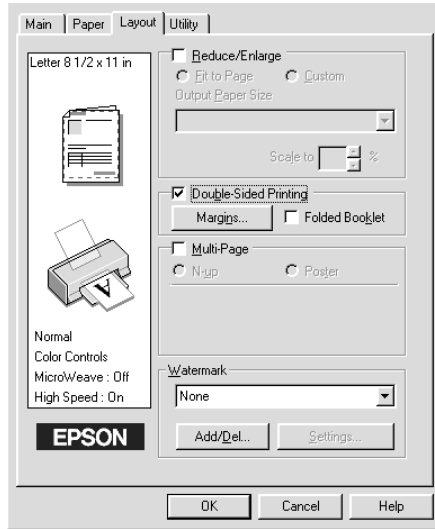 Main Paper Layout Utility
Letter 8 1/2 x 11 in
A
Normal
Color Controls
MicroWeave : Off
High Speed : On
EPSON
Reduce/Enlarge
Fit to Page Custom
Output Paper Size
Scale to %
Double-Sided Printing
Margins... Folded Booklet
Multi-Page
N-up Poster
Watermark
None
Add/Del... Settings...
OK Cancel Help